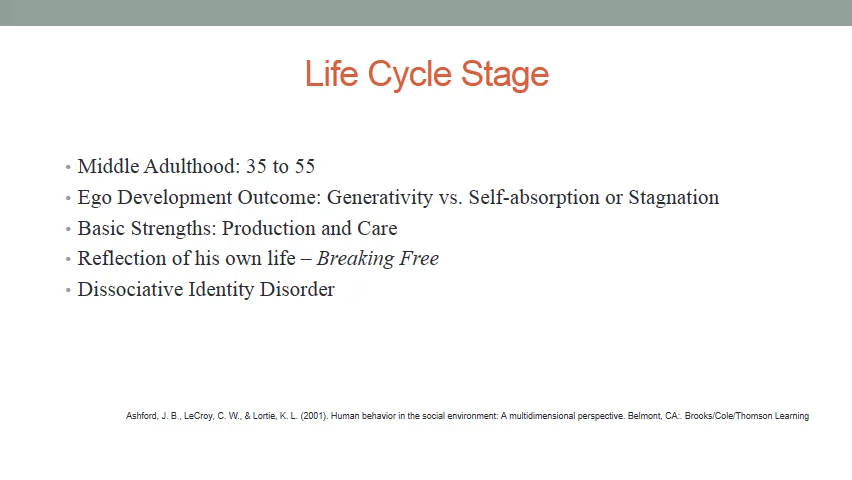 Life Cycle Stage
• Middle Adulthood: 35 to 55
• Ego Development Outcome: Generativity vs. Self-absorption or Stagnation
• Basic Strengths: Production and Care
• Reflection of his own life – Breaking Free
• Dissociative Identity Disorder
Ashford, J. B., LeCroy, C. W., & Lortie, K. L. (2001). Human behavior in the social environment: A multidimensional perspective. Belmont, CA:. Brooks/Cole/Thomson Learning